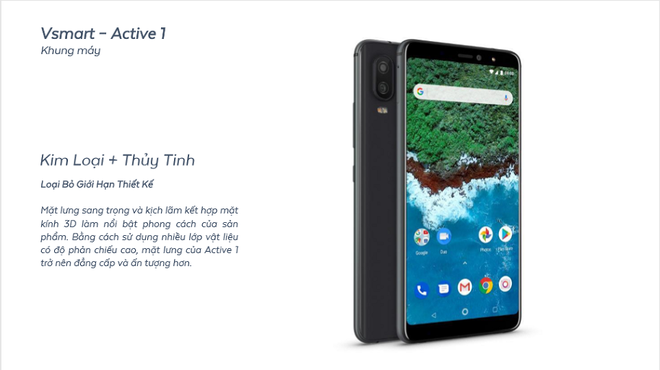 Vsmart – Active 1
Khung máy
Kim Loại + Thủy Tinh
Loại Bỏ Giới Hạn Thiết Kế
Mặt lưng sang trọng và kịch lãm kết hợp mặt
kính 3D làm nổi bật phong cách của sản
phẩm. Bằng cách sử dụng nhiều lớp vật liệu
có độ phản chiếu cao, mặt lưng của Active 1
trở nên đẳng cấp và ấn tượng hơn.
Google
Duo
Photos
Play Store